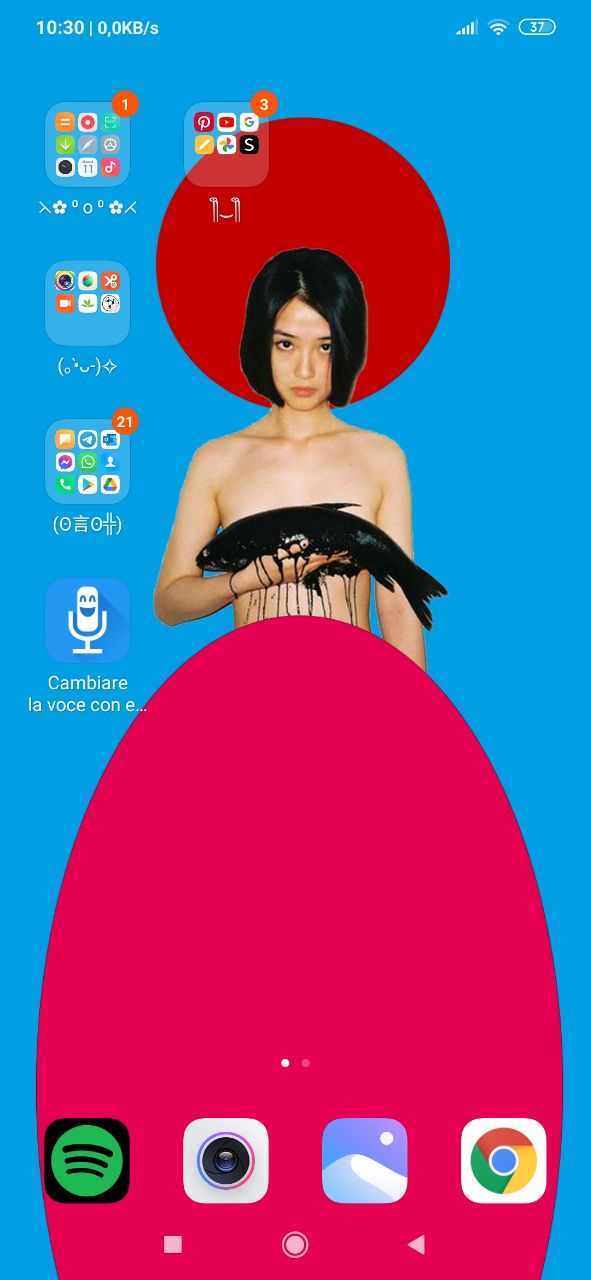 10:30 | 0,0KB/s
37
1
3
21
⋋✿ ⁰ o ⁰ ✿⋌
༎ຶ‿༎ຶ
(｡•̀ᴗ-)✧
(ʘ言ʘ╬)
Cambiare
la voce con e…